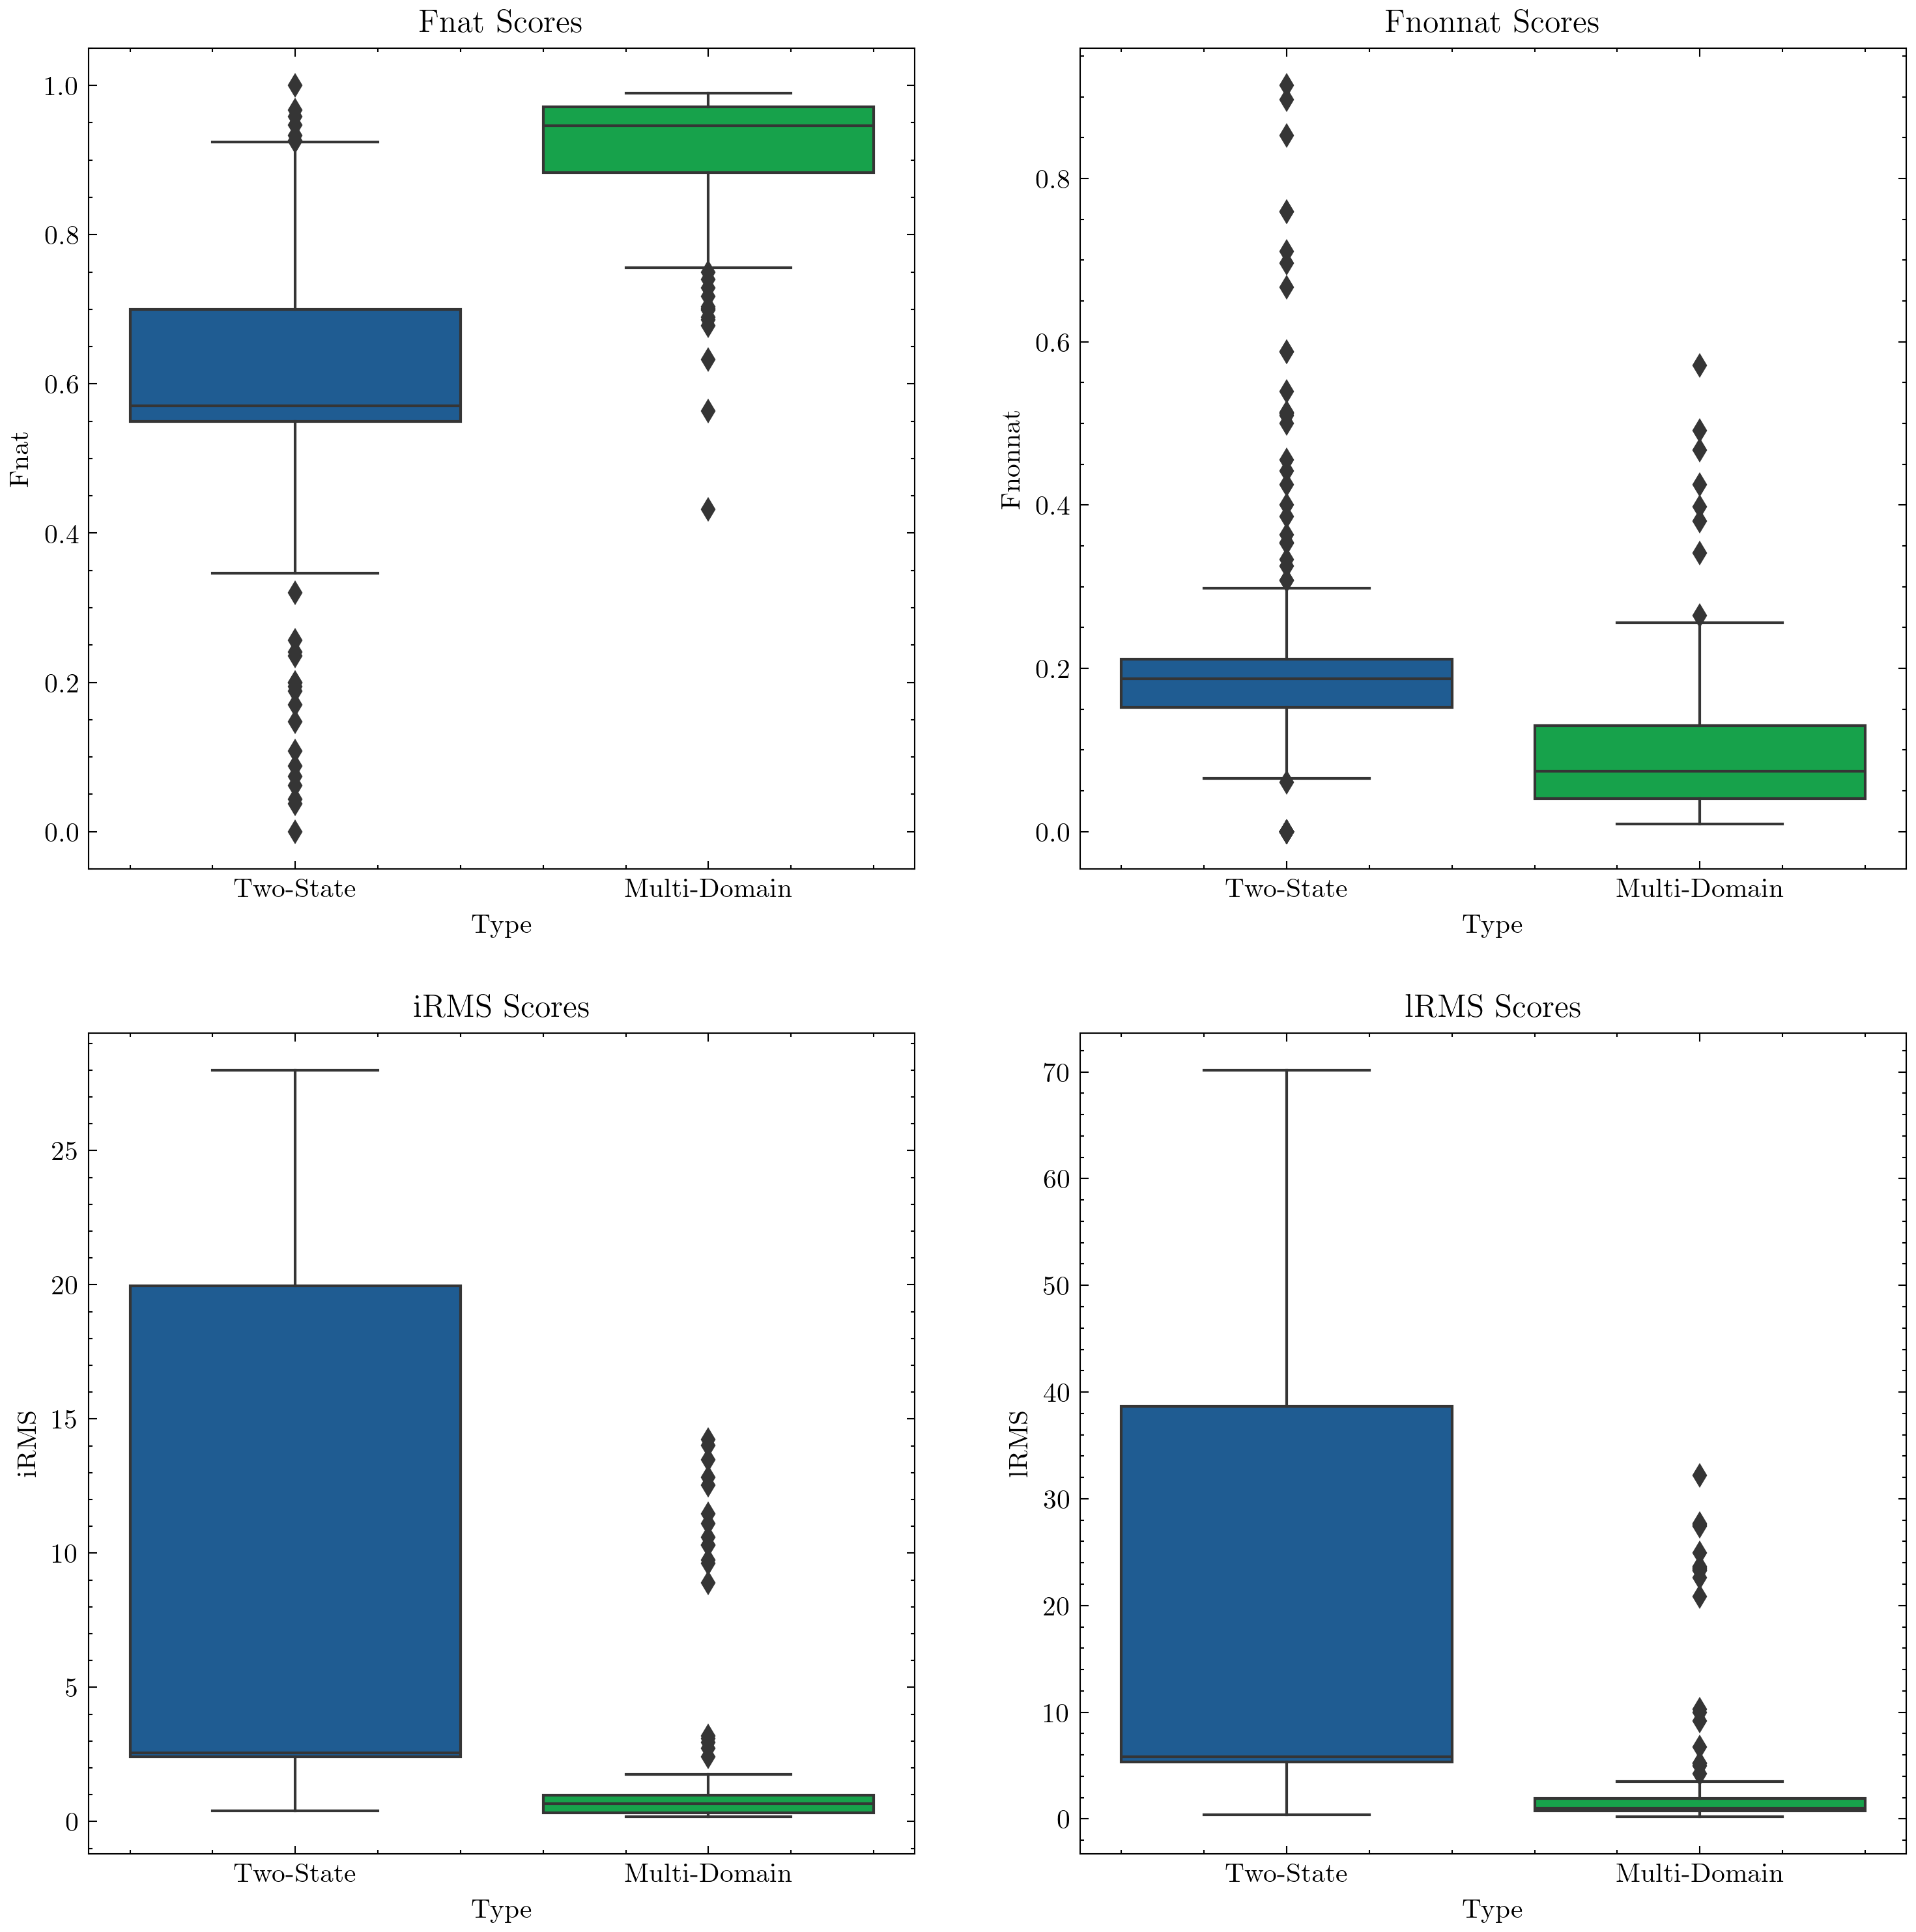 Fnat Scores
Fnat
1.0
0.8
0.6
0.4
0.2
0.0
Two-State Multi-Domain
Type
Fnonnat Scores
Fnonnat
0.8
0.6
0.4
0.2
0.0
Two-State Multi-Domain
Type
iRMS Scores
iRMS
25
20
15
10
5
0
Two-State Multi-Domain
Type
lRMS Scores
lRMS
70
60
50
40
30
20
10
0
Two-State Multi-Domain
Type